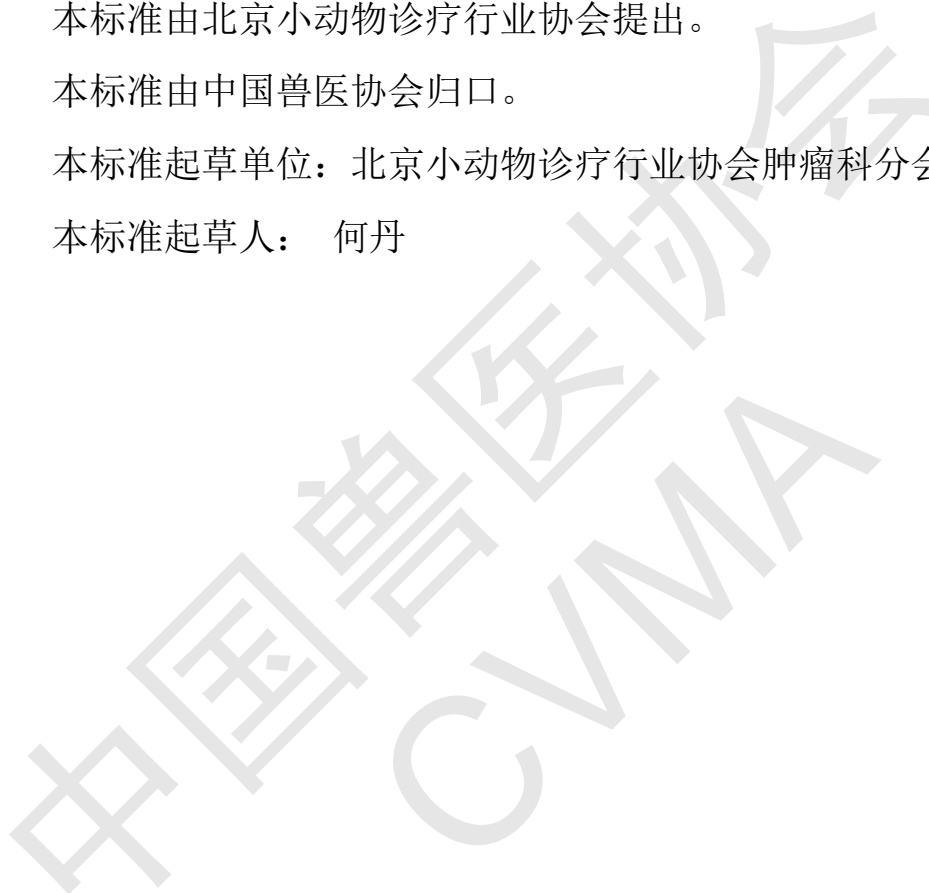 本标准由北京小动物诊疗行业协会提出。
本标准由中国兽医协会归口。
本标准起草单位：北京小动物诊疗行业协会肿瘤科分会
本标准起草人： 何丹
中国兽医协会
CVMA